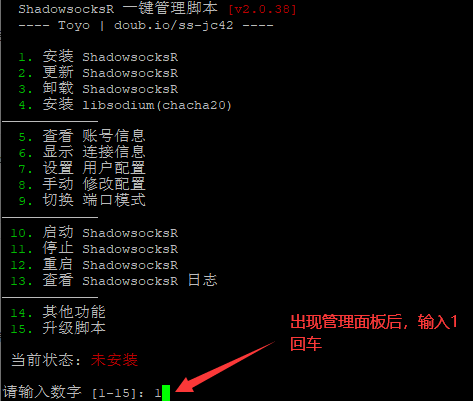 ShadowsocksR 一键管理脚本 [v2.0.38]
---- Toyo | doub.io/ss-jc42 ----
1. 安装 ShadowsocksR
2. 更新 ShadowsocksR
3. 卸载 ShadowsocksR
4. 安装 libsodium(chacha20)
5. 查看 账号信息
6. 显示 连接信息
7. 设置 用户配置
8. 手动 修改配置
9. 切换 端口模式
10. 启动 ShadowsocksR
11. 停止 ShadowsocksR
12. 重启 ShadowsocksR
13. 查看 ShadowsocksR 日志
14. 其他功能
15. 升级脚本
出现管理面板后，输入1
回车
当前状态: 未安装
请输入数字 [1-15]: 1